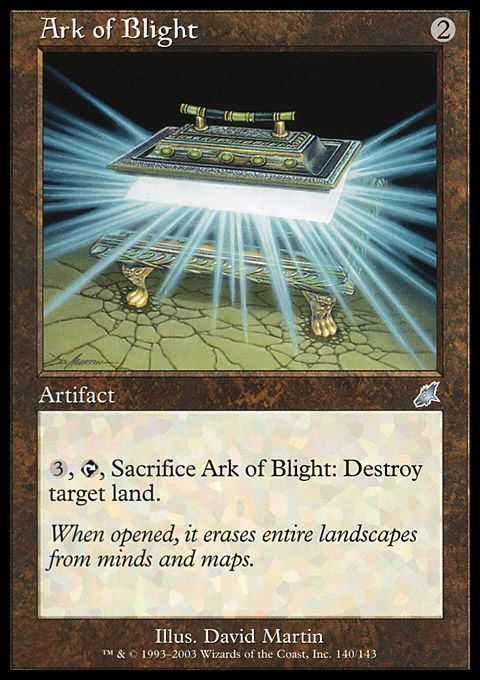 Ark of Blight 2
D. MARTIN
Artifact
3, , Sacrifice Ark of Blight: Destroy
target land.
When opened, it erases entire landscapes
from minds and maps.
Illus. David Martin
™ & © 1993–2003 Wizards of the Coast, Inc. 140/143